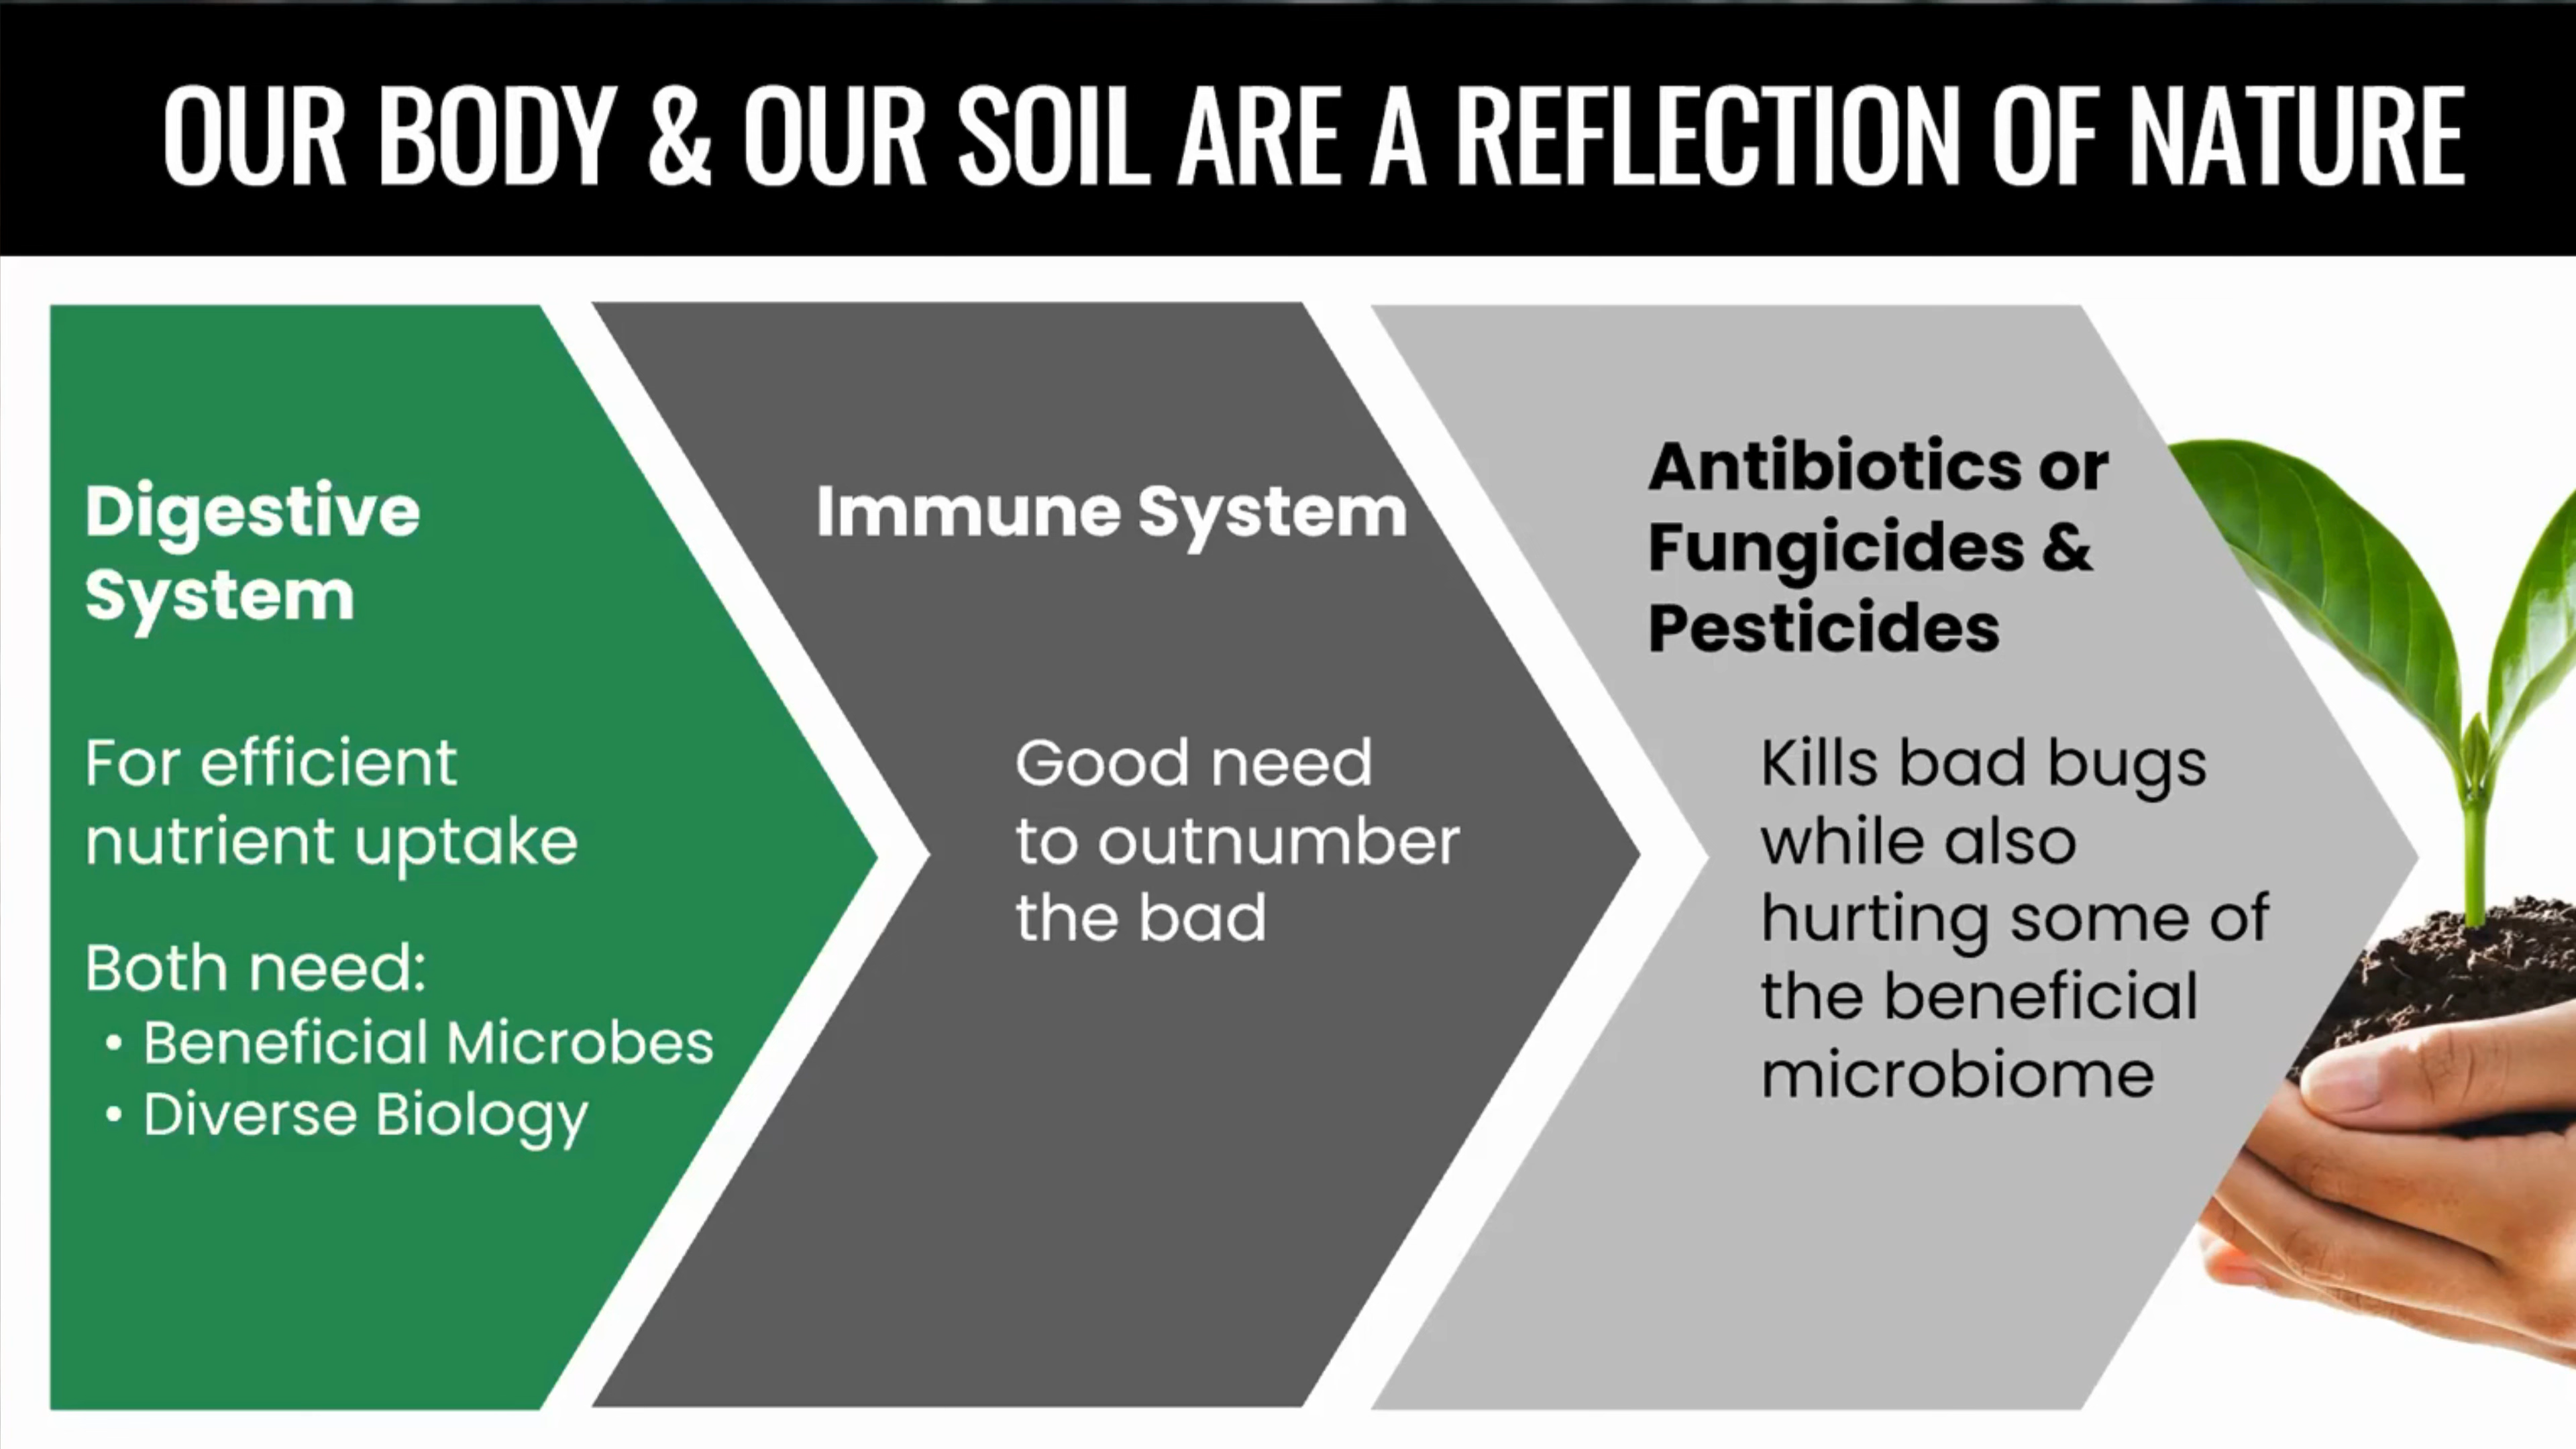 OUR BODY & OUR SOIL ARE A REFLECTION OF NATURE
Digestive
System
For efficient
nutrient uptake
Both need:
• Beneficial Microbes
• Diverse Biology
Immune System
Good need
to outnumber
the bad
Antibiotics or
Fungicides &
Pesticides
Kills bad bugs
while also
hurting some of
the beneficial
microbiome